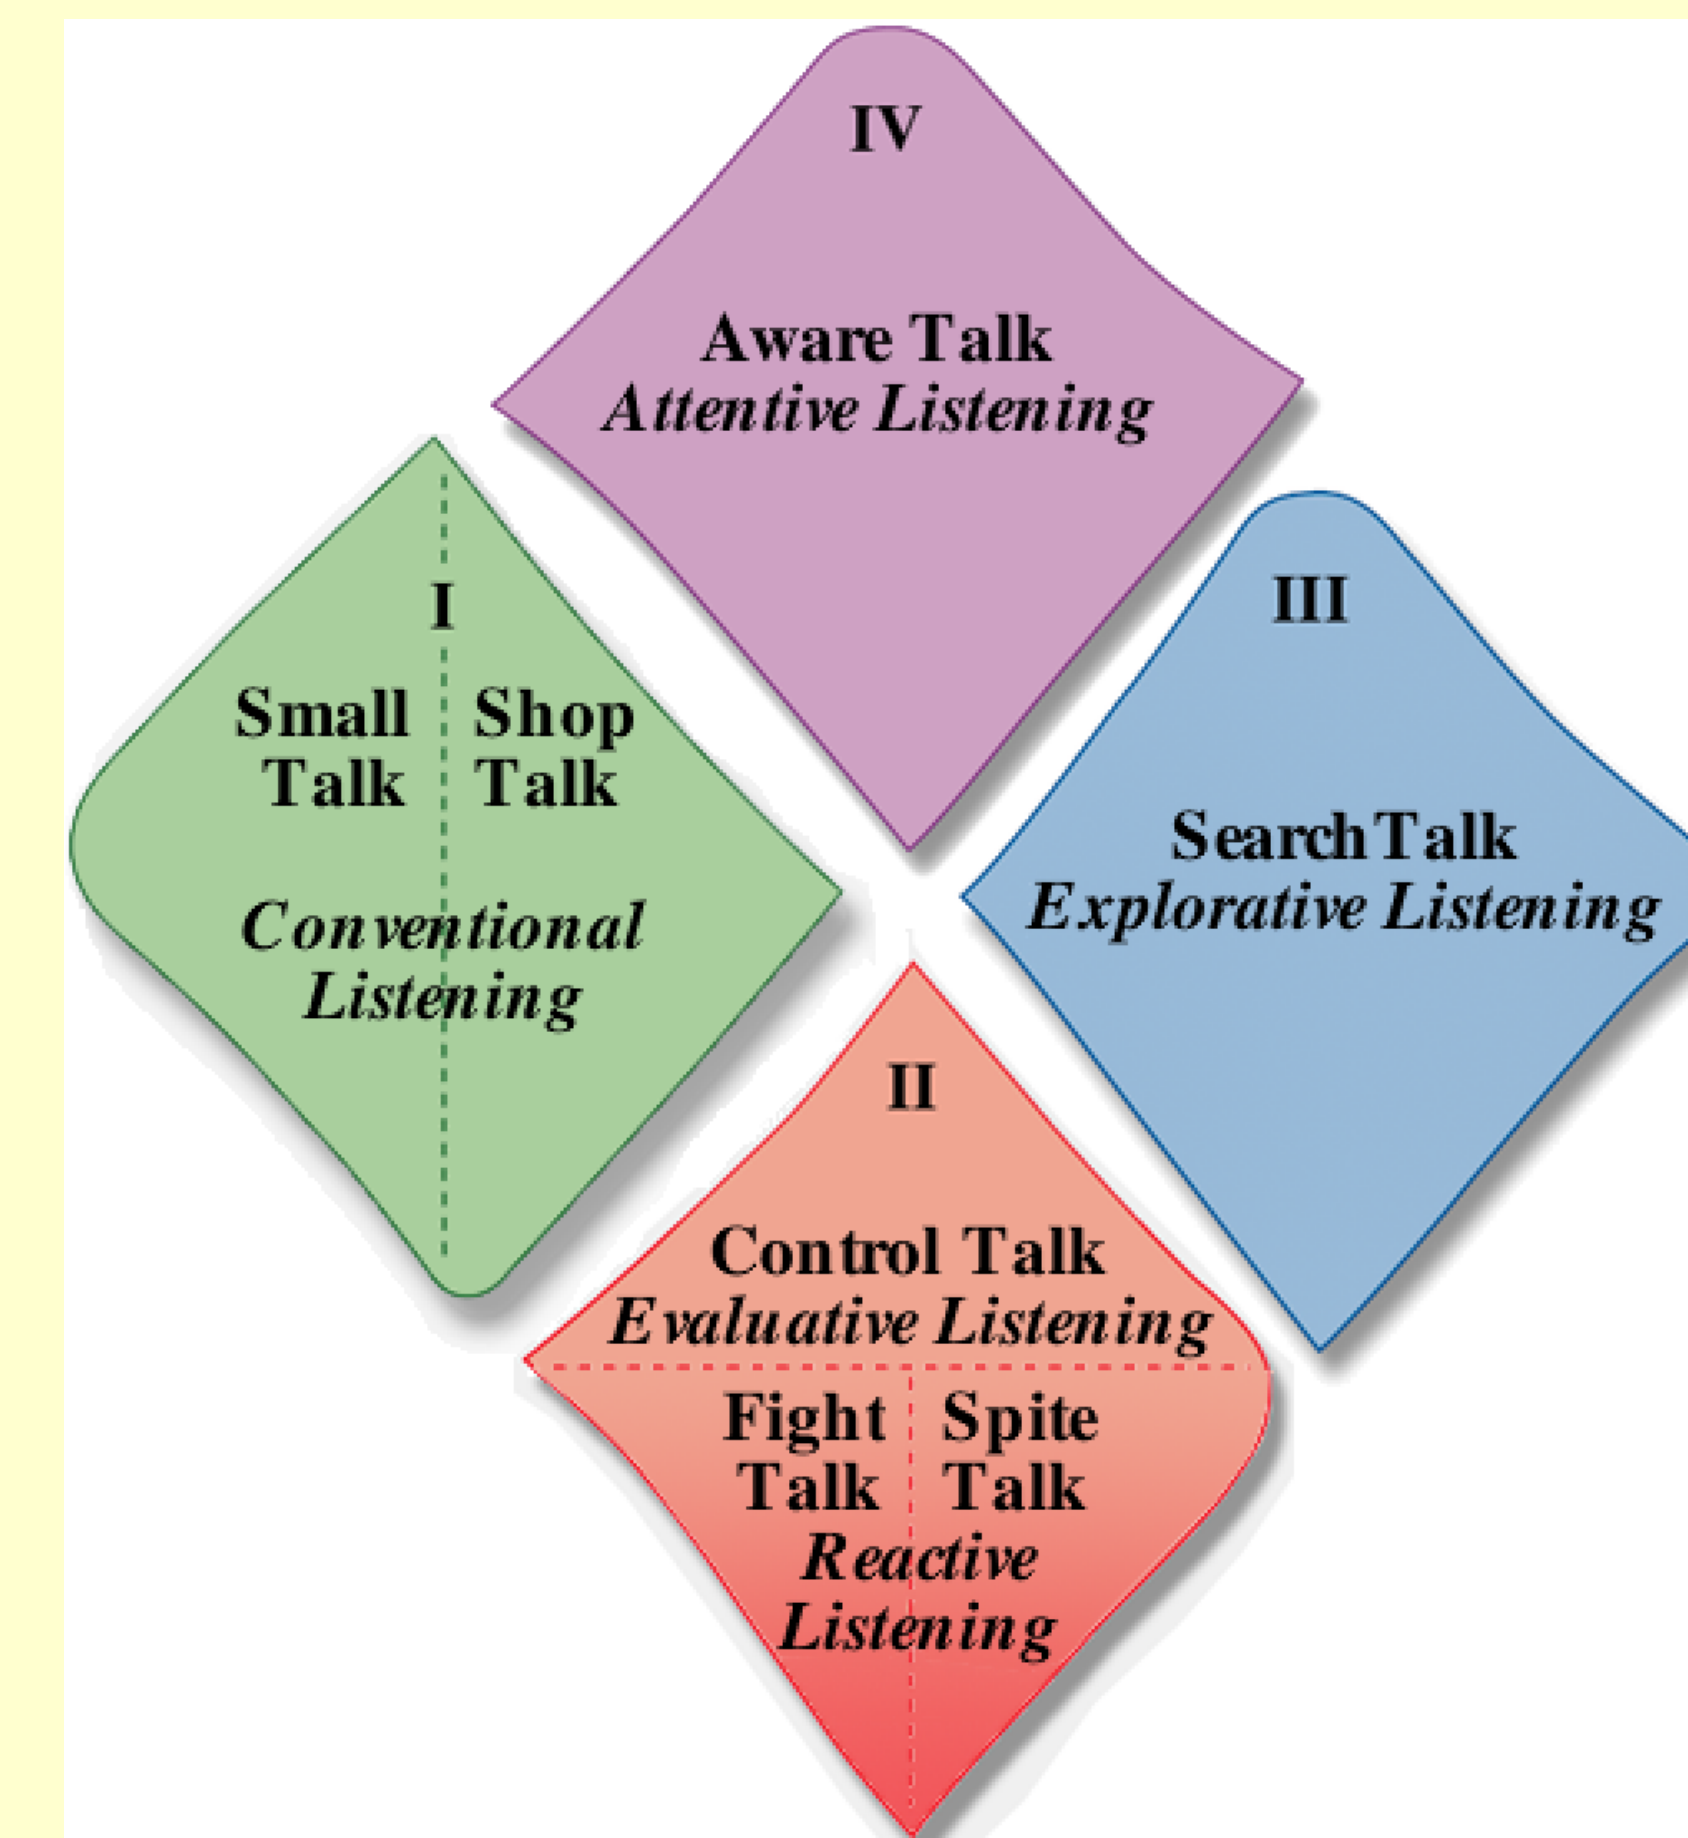 IV
Aware Talk
Attentive Listening
I
Small Shop
Talk Talk
Conventional
Listening
III
Search Talk
Explorative Listening
II
Control Talk
Evaluative Listening
Fight Spite
Talk Talk
Reactive
Listening